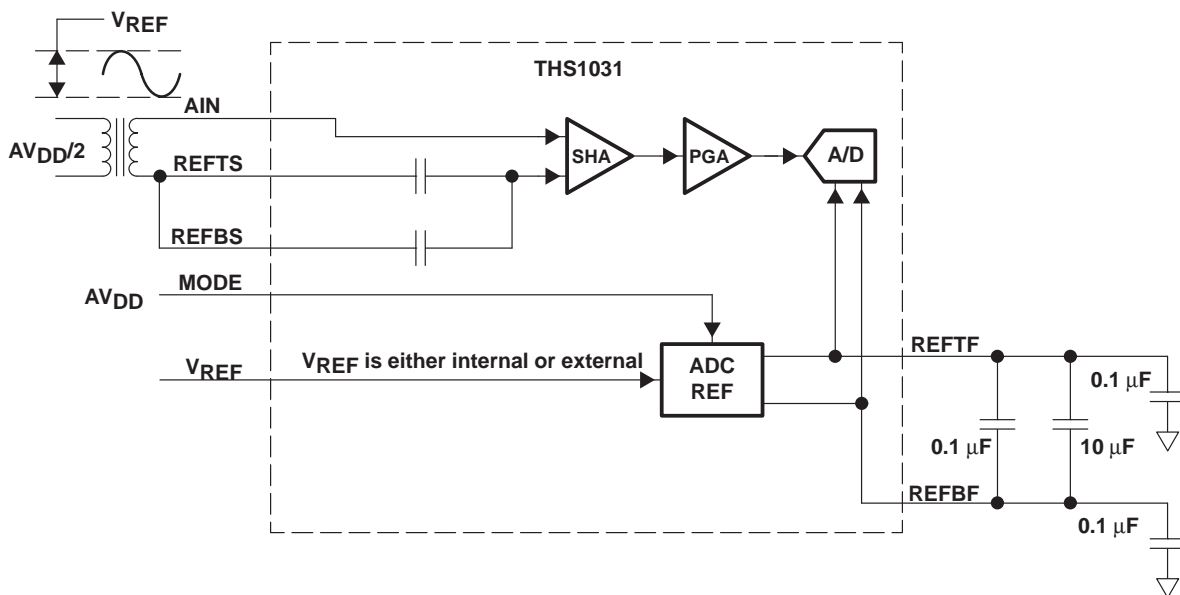 VREF
THS1031
AIN
AVDD/2
SHA
PGA
A/D
REFTS
REFBS
MODE
AVDD
VREF
VREF is either internal or external
ADC
REF
REFTF
0.1 μF
0.1 μF
10 μF
REFBF
0.1 μF